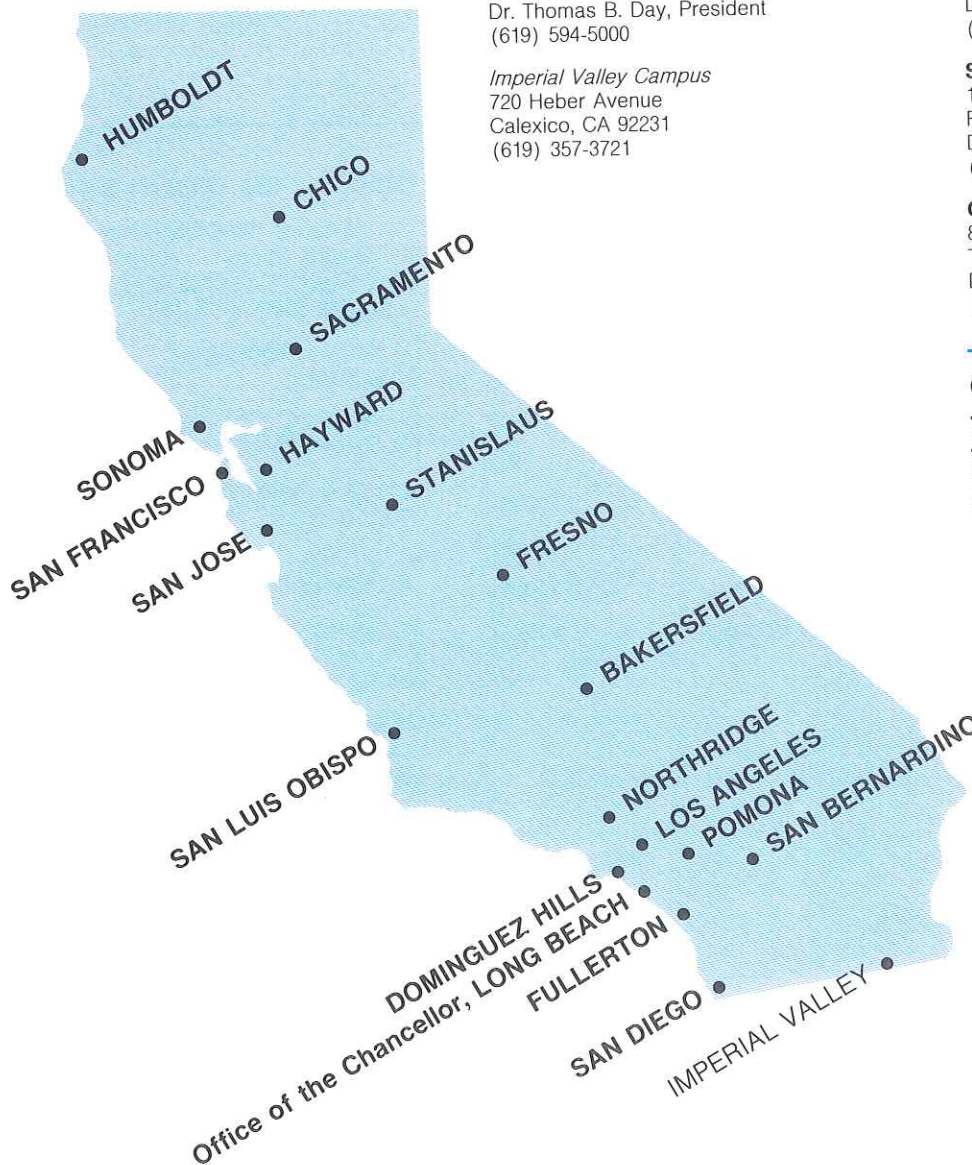 Dr. Thomas B. Day, President
(619) 594-5000
Imperial Valley Campus
720 Heber Avenue
Calexico, CA 92231
(619) 357-3721
HUMBOLDT
CHICO
SACRAMENTO
SONOMA
HAYWARD
SAN FRANCISCO
STANISLAUS
SAN JOSE
FRESNO
BAKERSFIELD
SAN LUIS OBISPO
NORTHRIDGE
LOS ANGELES
POMONA
SAN BERNARDINO
DOMINGUEZ HILLS
Office of the Chancellor, LONG BEACH
FULLERTON
SAN DIEGO
IMPERIAL VALLEY